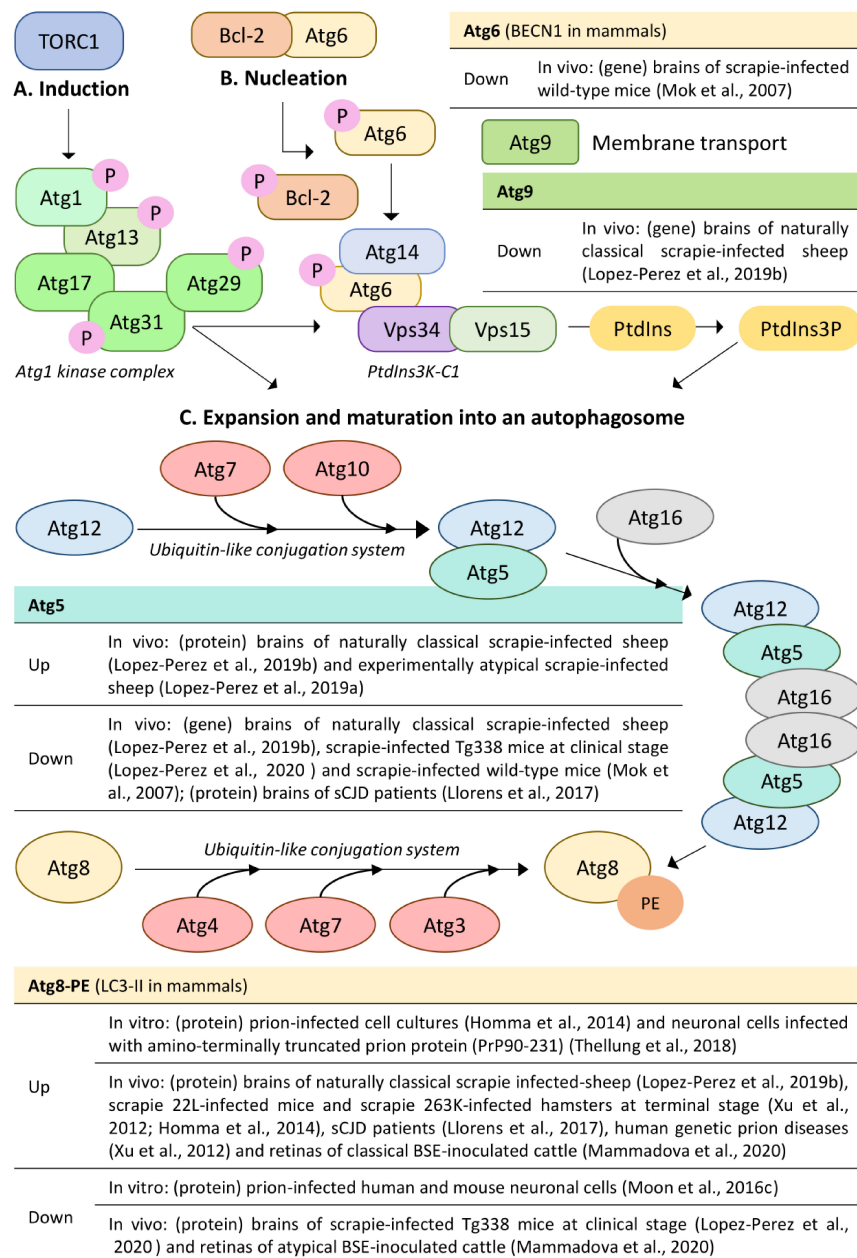 TORC1
A. Induction
Bcl-2
Atg6
B. Nucleation
P
Atg6
P
Bcl-2
Atg6 (BECN1 in mammals)
Down
In vivo: (gene) brains of scrapie-infected
wild-type mice (Mok et al., 2007)
Atg9
Membrane transport
Atg9
Down
In vivo: (gene) brains of naturally
classical scrapie-infected sheep
(Lopez-Perez et al., 2019b)
P
Atg1
P
Atg13
Atg17
P
Atg29
Atg31
P
Atg1 kinase complex
Atg14
P
Atg6
Vps34
Vps15
PtdIns3K-C1
PtdIns
PtdIns3P
C. Expansion and maturation into an autophagosome
Atg7
Atg10
Atg12
Ubiquitin-like conjugation system
Atg12
Atg5
Atg16
Atg12
Atg5
Atg16
Atg16
Atg5
Atg12
Atg5
Up
In vivo: (protein) brains of naturally classical scrapie-infected sheep
(Lopez-Perez et al., 2019b) and experimentally atypical scrapie-infected
sheep (Lopez-Perez et al., 2019a)
Down
In vivo: (gene) brains of naturally classical scrapie-infected sheep
(Lopez-Perez et al., 2019b), scrapie-infected Tg338 mice at clinical stage
(Lopez-Perez et al., 2020 ) and scrapie-infected wild-type mice (Mok et
al., 2007); (protein) brains of sCJD patients (Llorens et al., 2017)
Atg8
Ubiquitin-like conjugation system
Atg4
Atg7
Atg3
Atg8
PE
Atg8-PE (LC3-II in mammals)
Up
In vitro: (protein) prion-infected cell cultures (Homma et al., 2014) and neuronal cells infected
with amino-terminally truncated prion protein (PrP90-231) (Thellung et al., 2018)
In vivo: (protein) brains of naturally classical scrapie infected-sheep (Lopez-Perez et al., 2019b),
scrapie 22L-infected mice and scrapie 263K-infected hamsters at terminal stage (Xu et al.,
2012; Homma et al., 2014), sCJD patients (Llorens et al., 2017), human genetic prion diseases
(Xu et al., 2012) and retinas of classical BSE-inoculated cattle (Mammadova et al., 2020)
Down
In vitro: (protein) prion-infected human and mouse neuronal cells (Moon et al., 2016c)
In vivo: (protein) brains of scrapie-infected Tg338 mice at clinical stage (Lopez-Perez et al.,
2020 ) and retinas of atypical BSE-inoculated cattle (Mammadova et al., 2020)